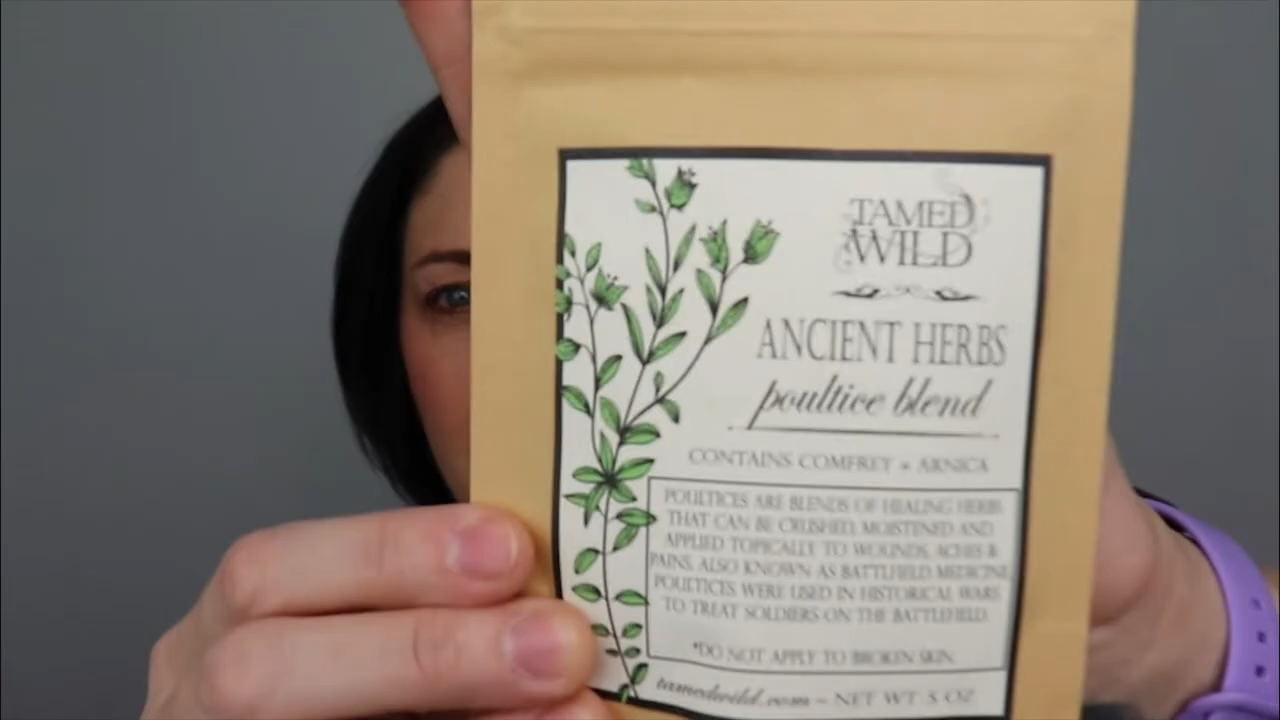 TAMED
WILD
ANCIENT HERBS
poultice blend
CONTAINS COMFREY + ARNICA
POULTICES ARE BLENDS OF HEALING HERBS
THAT CAN BE CRUSHED, MOISTENED AND
APPLIED TOPICALLY TO WOUNDS, ACHES &
PAINS. ALSO KNOWN AS BATTLFIELD MEDICINE,
POULTICES WERE USED IN HISTORICAL WARS
TO TREAT SOLDIERS ON THE BATTLEFIELD.
*DO NOT APPLY TO BROKEN SKIN.
tamedwild.com ~ NET WT .5 OZ